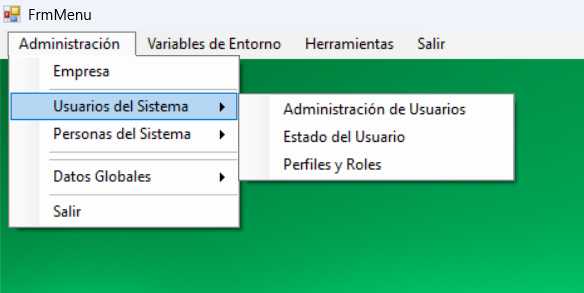 FrmMenu
Administración Variables de Entorno Herramientas Salir
Empresa
Usuarios del Sistema
Administración de Usuarios
Estado del Usuario
Perfiles y Roles
Personas del Sistema
Datos Globales
Salir